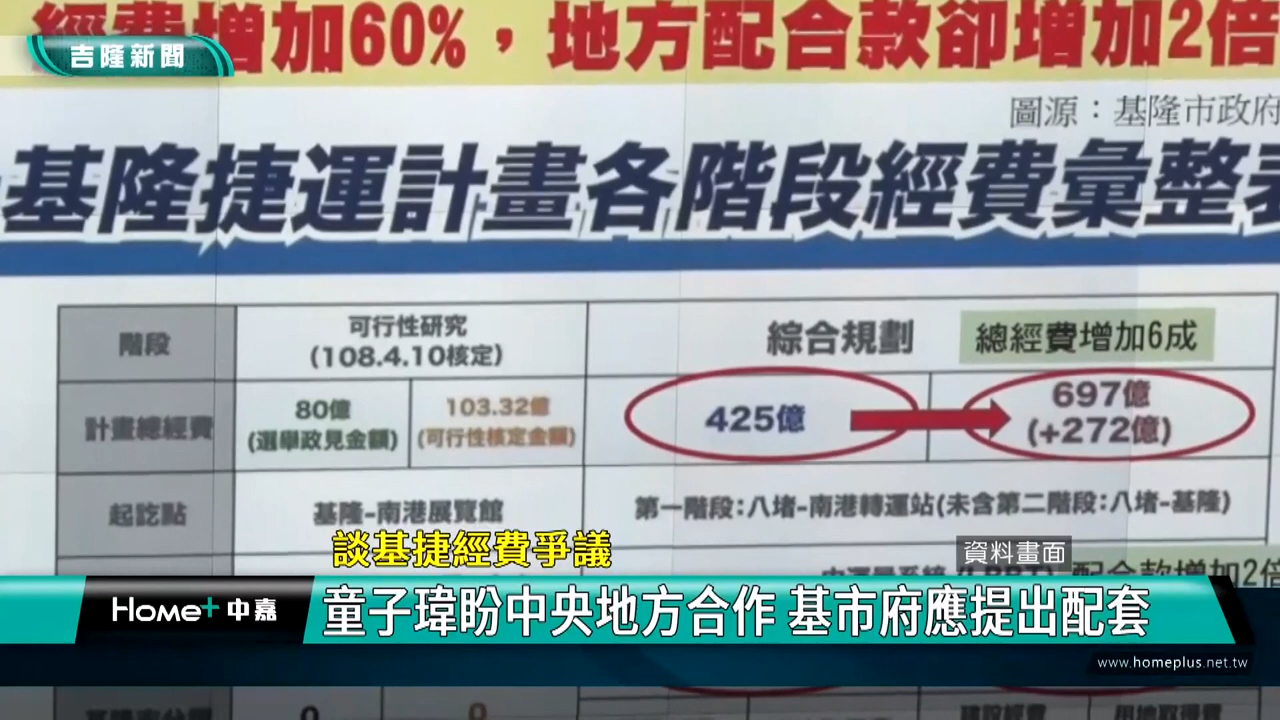 經費增加60%，地方配合款卻增加2倍
吉隆新聞
圖源：基隆市政府
基隆捷運計畫各階段經費彙整表
階段
可行性研究
(108.4.10核定)
綜合規劃
總經費增加6成
計畫總經費
80億
(選舉政見金額)
103.32億
(可行性核定金額)
425億
697億
(+272億)
起訖點
基隆-南港展覽館
第一階段:八堵-南港轉運站(未含第二階段:八堵-基隆)
談基捷經費爭議
資料畫面
配合款增加2倍
Home+中嘉
童子瑋盼中央地方合作 基市府應提出配套
www.homeplus.net.tw
0
0